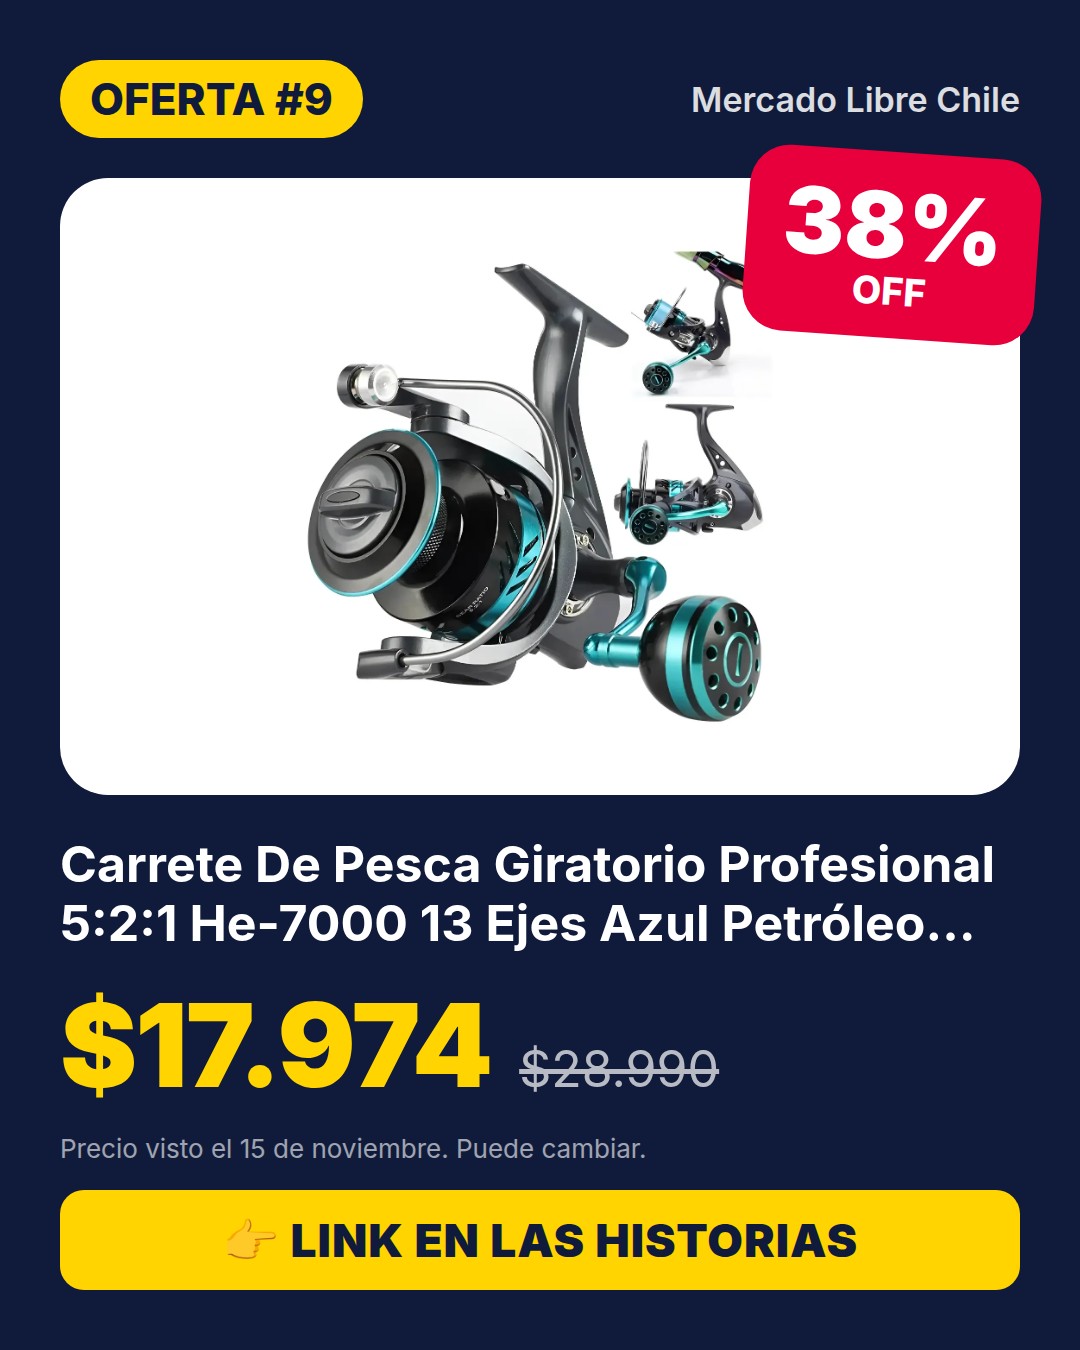 OFERTA #9
Mercado Libre Chile
38%
OFF
Carrete De Pesca Giratorio Profesional
5:2:1 He-7000 13 Ejes Azul Petróleo...
$17.974 $28.990
Precio visto el 15 de noviembre. Puede cambiar.
👉 LINK EN LAS HISTORIAS